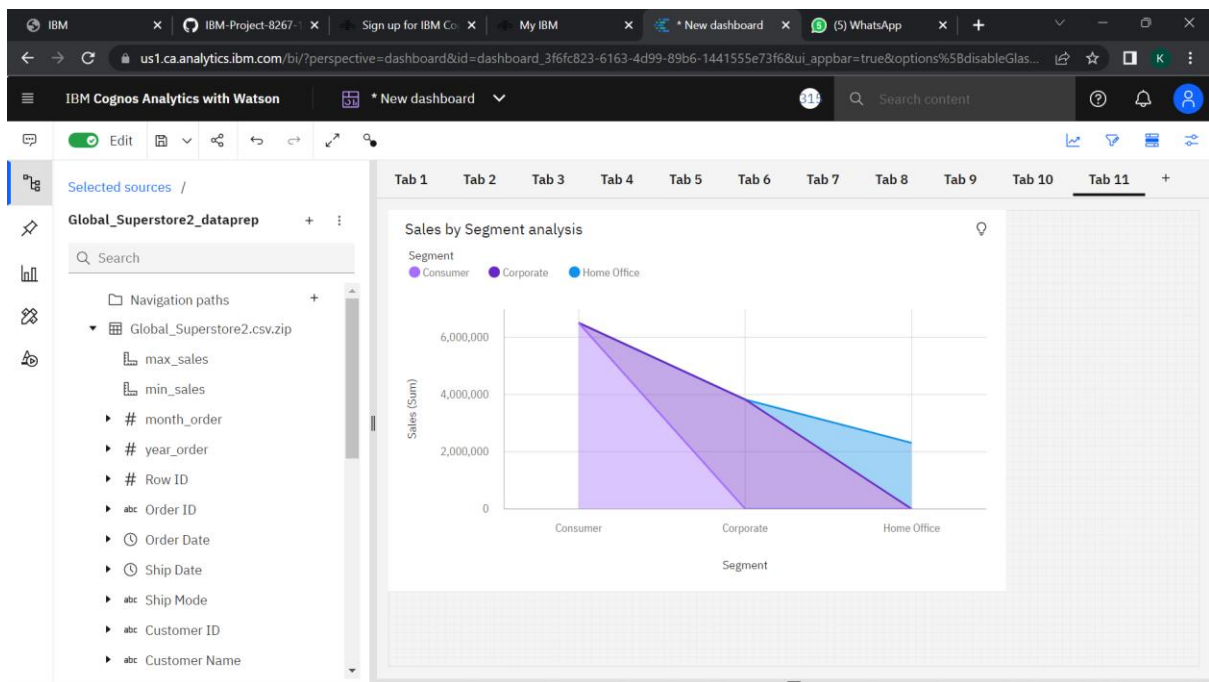 IBM
IBM-Project-8267-1
Sign up for IBM Co
My IBM
* New dashboard
(5) WhatsApp
us1.ca.analytics.ibm.com/bi/?perspective=dashboard&id=dashboard_3f6fc823-6163-4d99-89b6-1441555e73f6&ui_appbar=true&options%5BdisableGlas...
K
IBM Cognos Analytics with Watson
* New dashboard
Search content
Edit
Selected sources /
Global_Superstore2_dataprep
Search
Navigation paths
Global_Superstore2.csv.zip
max_sales
min_sales
# month_order
# year_order
# Row ID
abc Order ID
Order Date
Ship Date
abc Ship Mode
abc Customer ID
abc Customer Name
Tab 1 Tab 2 Tab 3 Tab 4 Tab 5 Tab 6 Tab 7 Tab 8 Tab 9 Tab 10 Tab 11 +
Sales by Segment analysis
Segment
Consumer Corporate Home Office
Sales (Sum)
6,000,000
4,000,000
2,000,000
0
Consumer Corporate Home Office
Segment